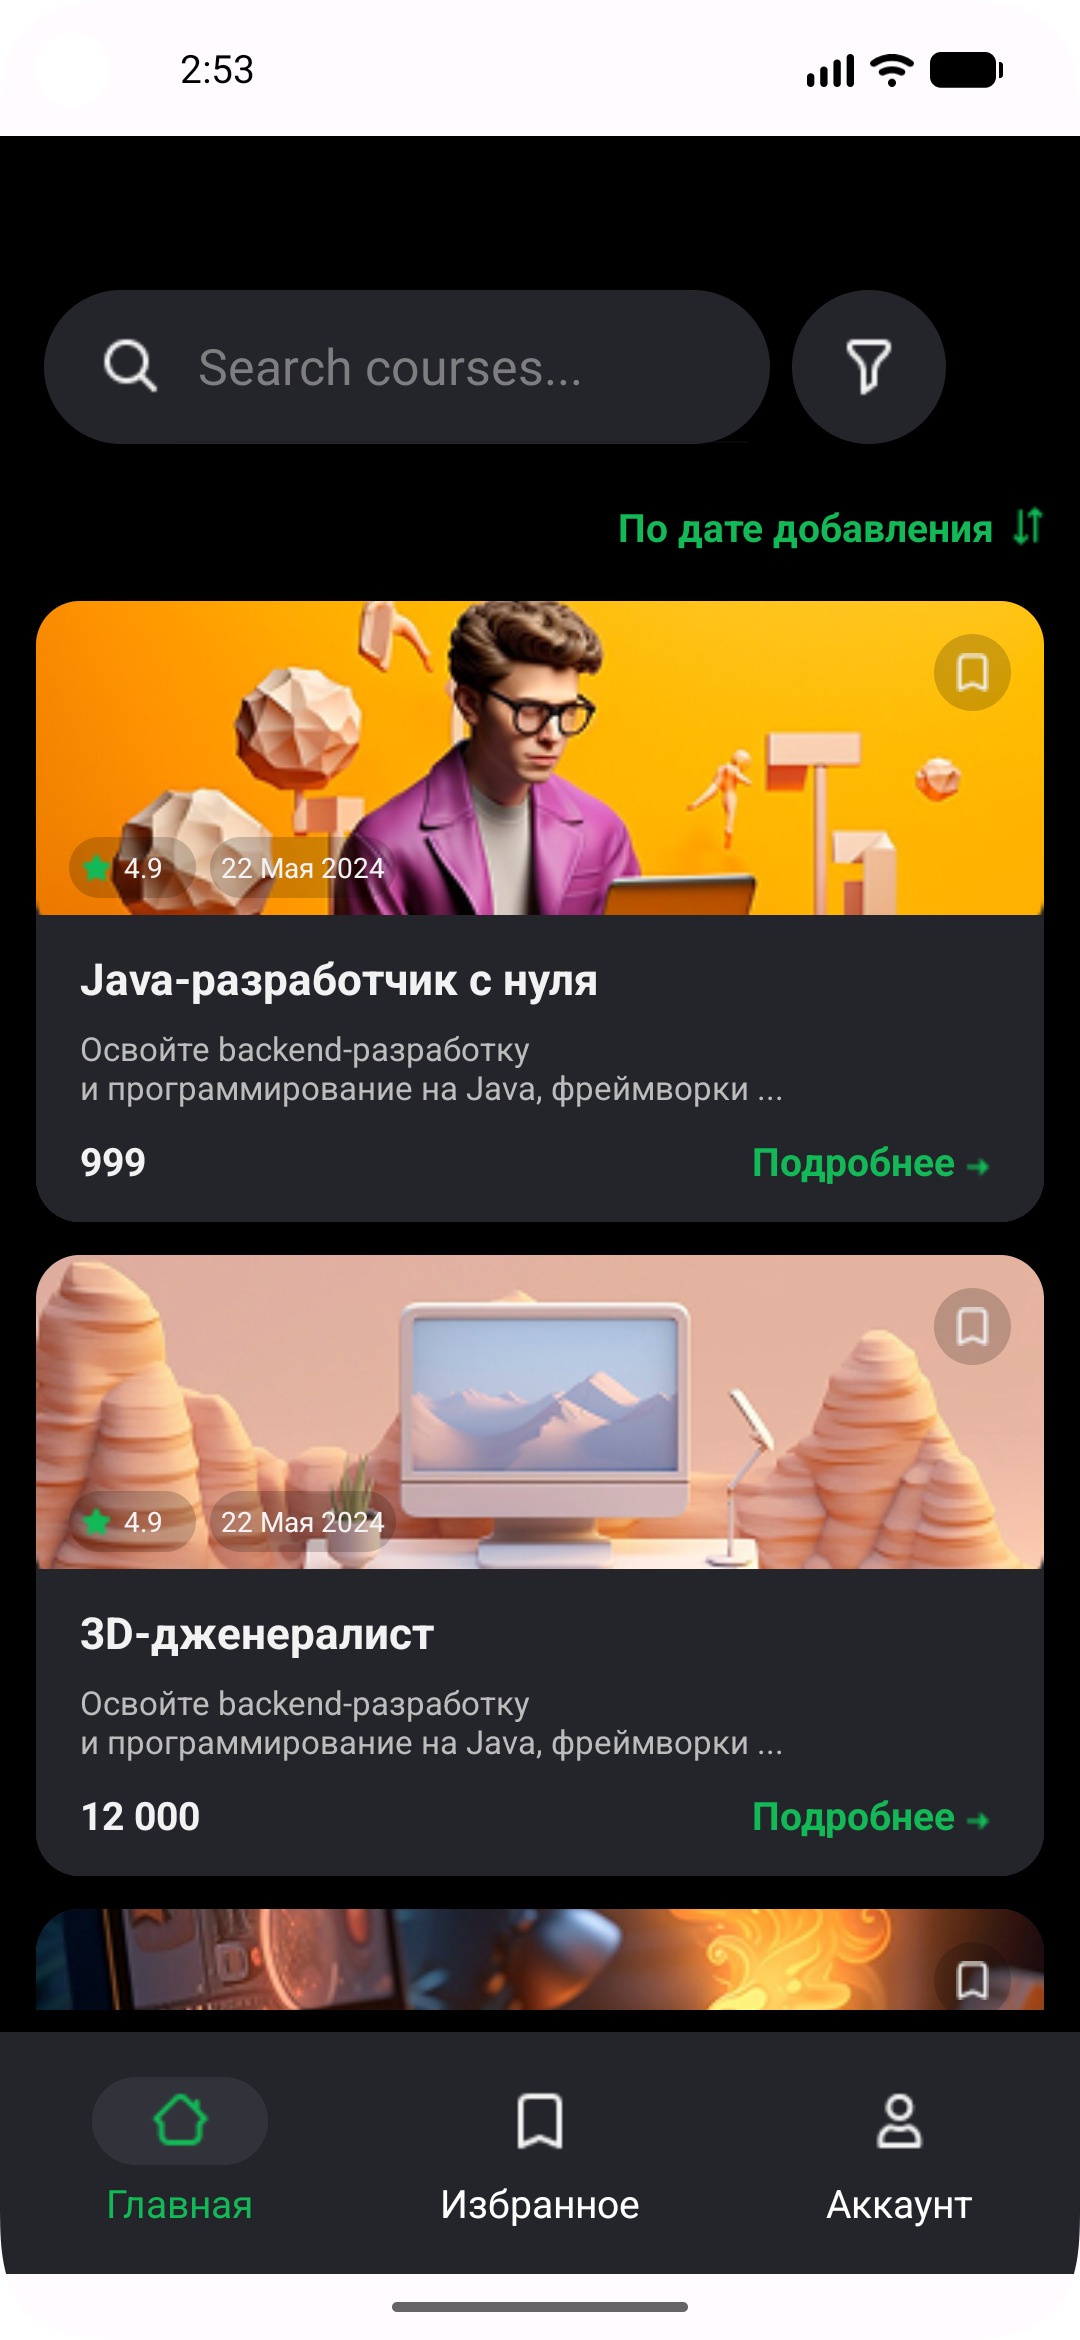 2:53
Search courses...
По дате добавления
4.9
22 Мая 2024
Java-разработчик с нуля
Освойте backend-разработку
и программирование на Java, фреймворки ...
999
Подробнее →
4.9
22 Мая 2024
3D-дженералист
Освойте backend-разработку
и программирование на Java, фреймворки ...
12 000
Подробнее →
Главная
Избранное
Аккаунт